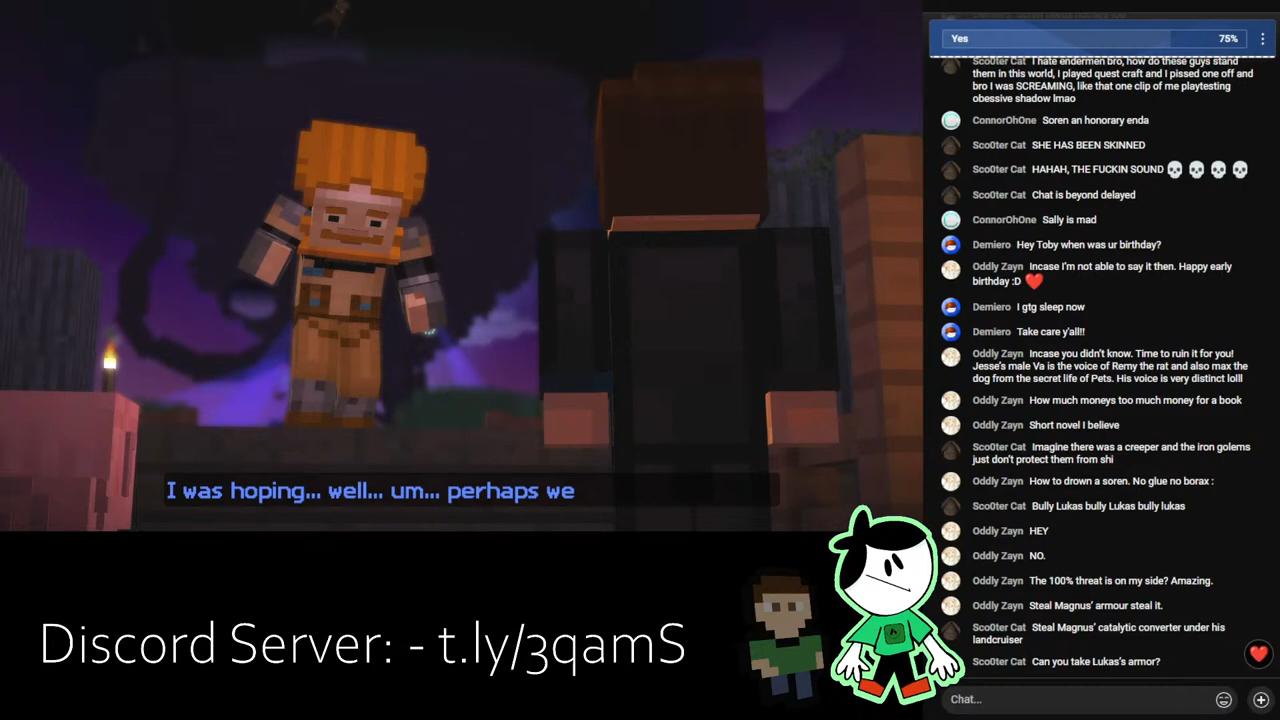 Yes 75%
Sco0ter Cat I hate endermen bro, how do these guys stand
them in this world, i played quest craft and I pissed one off and
bro I was SCREAMING, like that one clip of me playtesting
obessive shadow lmao
ConnorOhOne Soren an honorary enda
Sco0ter Cat SHE HAS BEEN SKINNED
Sco0ter Cat HAHAH, THE FUCKIN SOUND 💀 💀 💀 💀
Sco0ter Cat Chat is beyond delayed
ConnorOhOne Sally is mad
Demiero Hey Toby when was ur birthday?
Oddly Zayn Incase I'm not able to say it then. Happy early
birthday :D ❤️
Demiero I gtg sleep now
Demiero Take care y'all!!
Oddly Zayn Incase you didn't know. Time to ruin it for you!
Jesse's male Va is the voice of Remy the rat and also max the
dog from the secret life of Pets. His voice is very distinct lolll
Oddly Zayn How much moneys too much money for a book
Oddly Zayn Short novel I believe
Sco0ter Cat Imagine there was a creeper and the iron golems
just don't protect them from shi
Oddly Zayn How to drown a soren. No glue no borax :
Sco0ter Cat Bully Lukas bully Lukas bully lukas
Oddly Zayn HEY
Oddly Zayn NO.
Oddly Zayn The 100% threat is on my side? Amazing.
Oddly Zayn Steal Magnus' armour steal it.
Sco0ter Cat Steal Magnus' catalytic converter under his
landcruiser
Sco0ter Cat Can you take Lukas's armor?
Chat...
I was hoping... well... um... perhaps we
Discord Server: - t.ly/3qamS